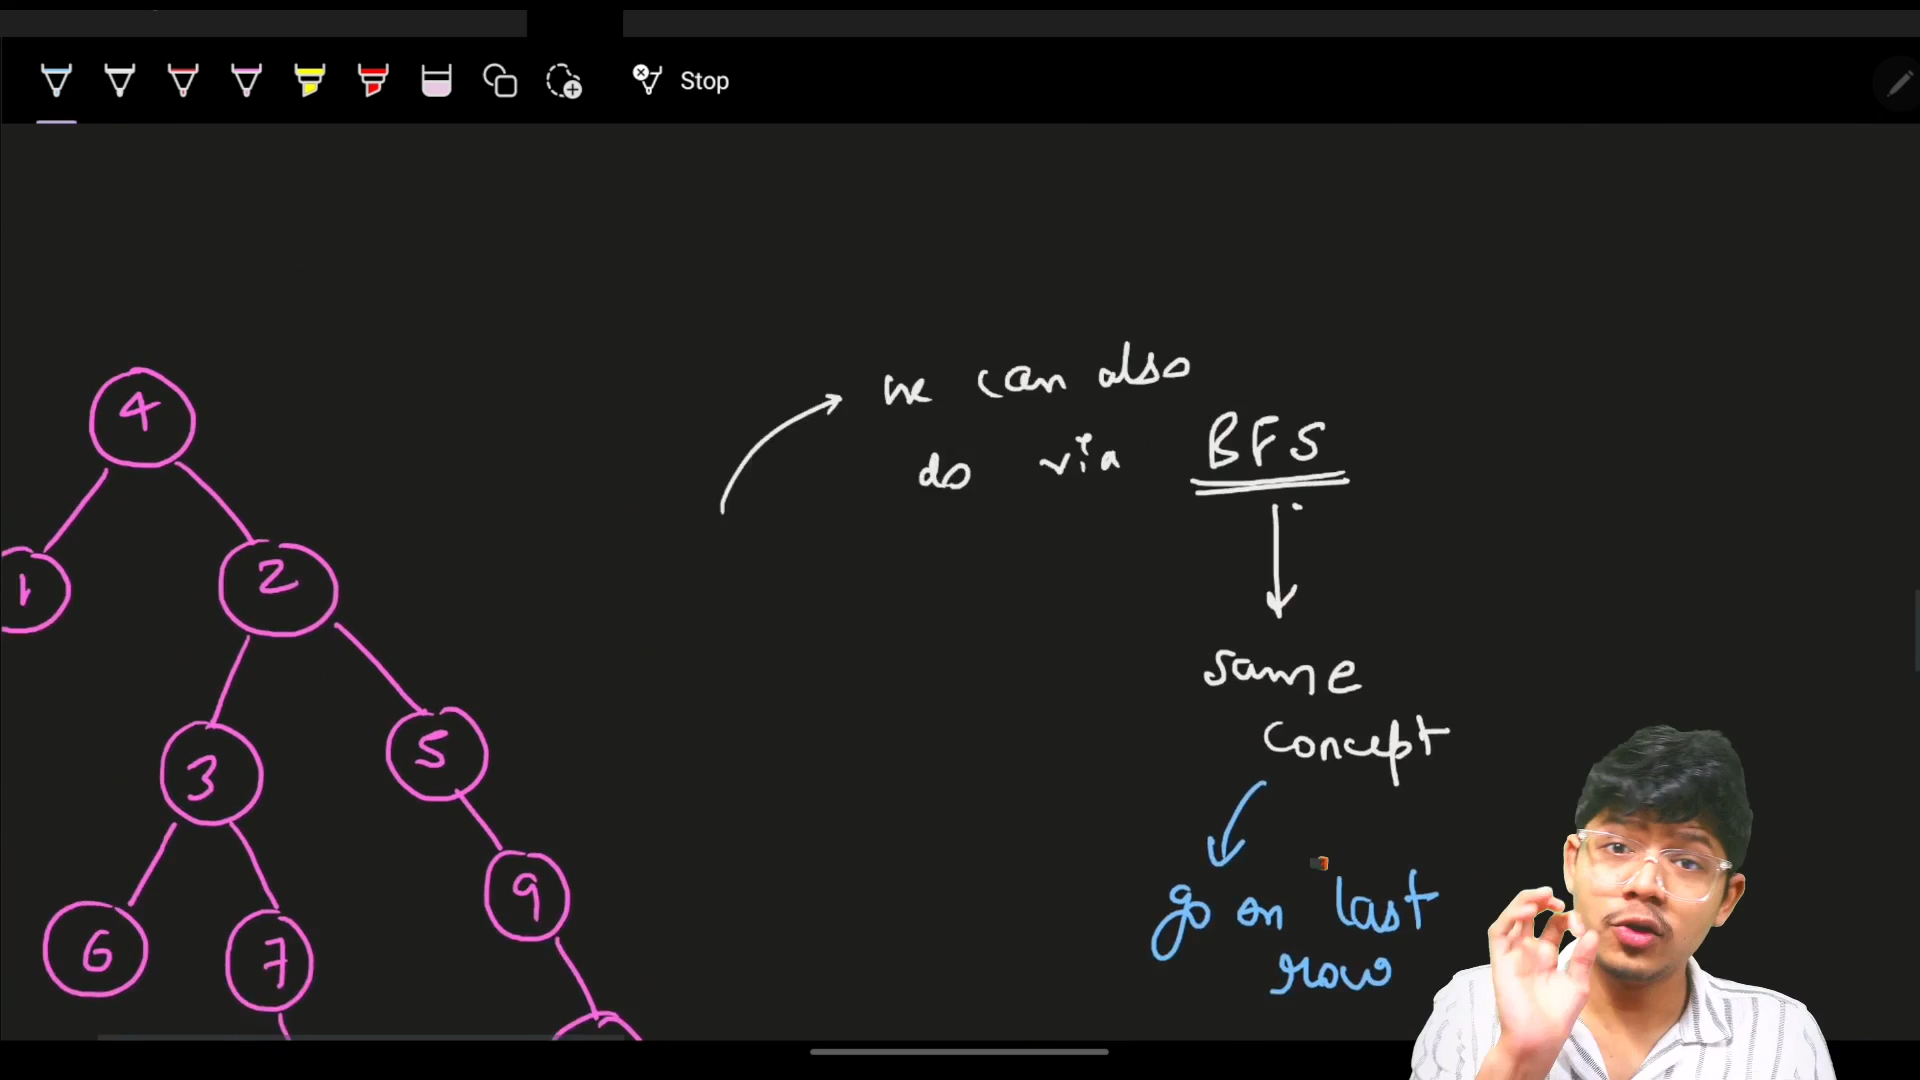 Stop
we can also
do via BFS
same
concept
go on last
row
4
1
2
3
5
9
6
7